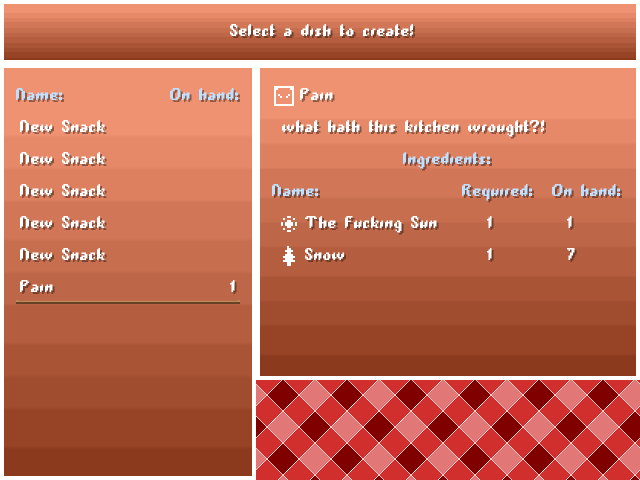 Select a dish to create!
Name: On hand:
New Snack
New Snack
New Snack
New Snack
New Snack
Pain 1
Pain
what hath this kitchen wrought?!
Ingredients:
Name: Required: On hand:
The Fucking Sun 1 1
Snow 1 7